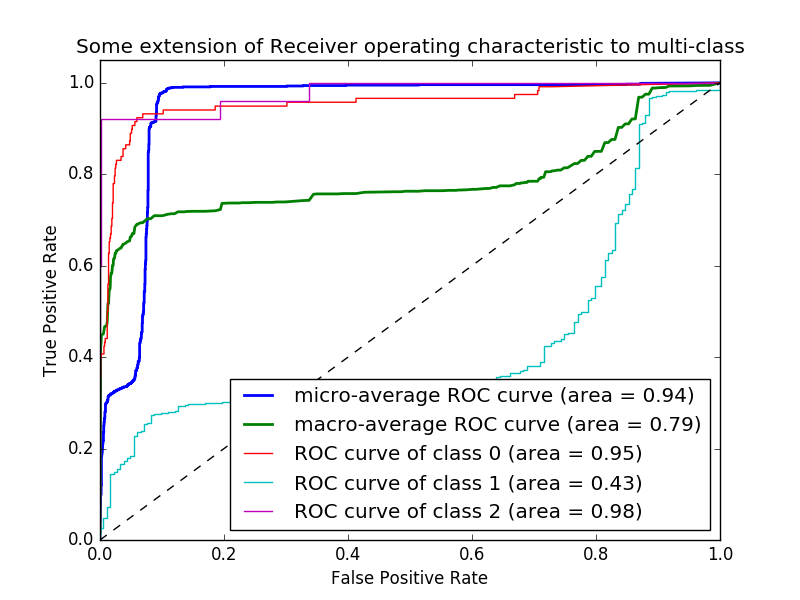 Some extension of Receiver operating characteristic to multi-class
1.0
0.8
0.6
0.4
0.2
0.0
True Positive Rate
micro-average ROC curve (area = 0.94)
macro-average ROC curve (area = 0.79)
ROC curve of class 0 (area = 0.95)
ROC curve of class 1 (area = 0.43)
ROC curve of class 2 (area = 0.98)
0.0 0.2 0.4 0.6 0.8 1.0
False Positive Rate